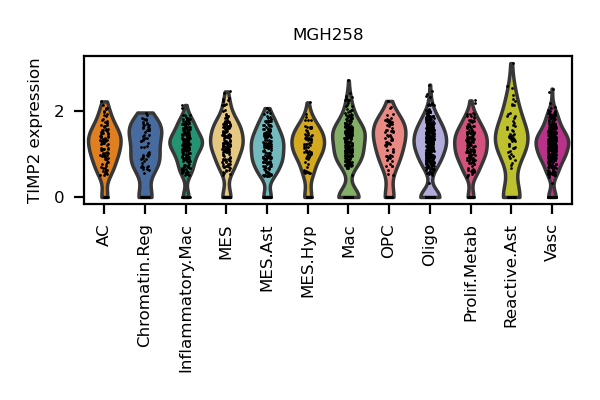 MGH258
TIMP2 expression
2
0
AC
Chromatin.Reg
Inflammatory.Mac
MES
MES.Ast
MES.Hyp
Mac
OPC
Oligo
Prolif.Metab
Reactive.Ast
Vasc